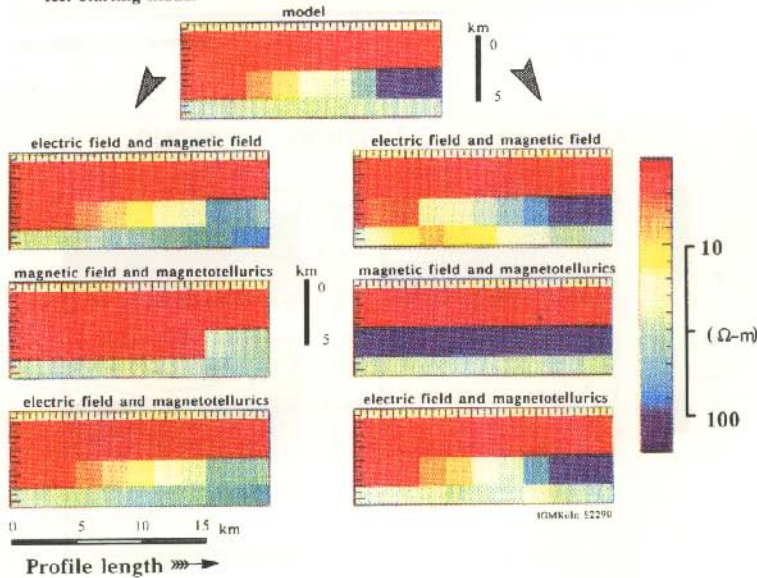 model
km
0
5
electric field and magnetic field
electric field and magnetic field
magnetic field and magnetotellurics
km
0
5
magnetic field and magnetotellurics
electric field and magnetotellurics
electric field and magnetotellurics
10
(Ω-m)
100
0 5 10 15 km
Profile length